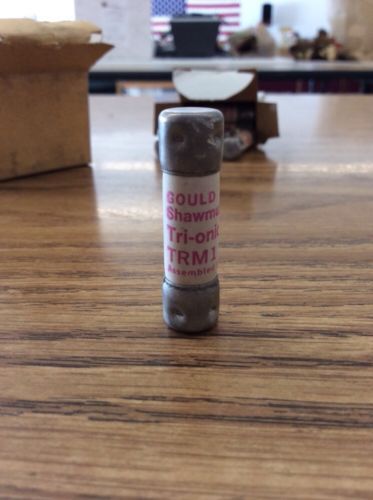 GOULD
Shawmu
Tri-onic
TRM1
Assembled